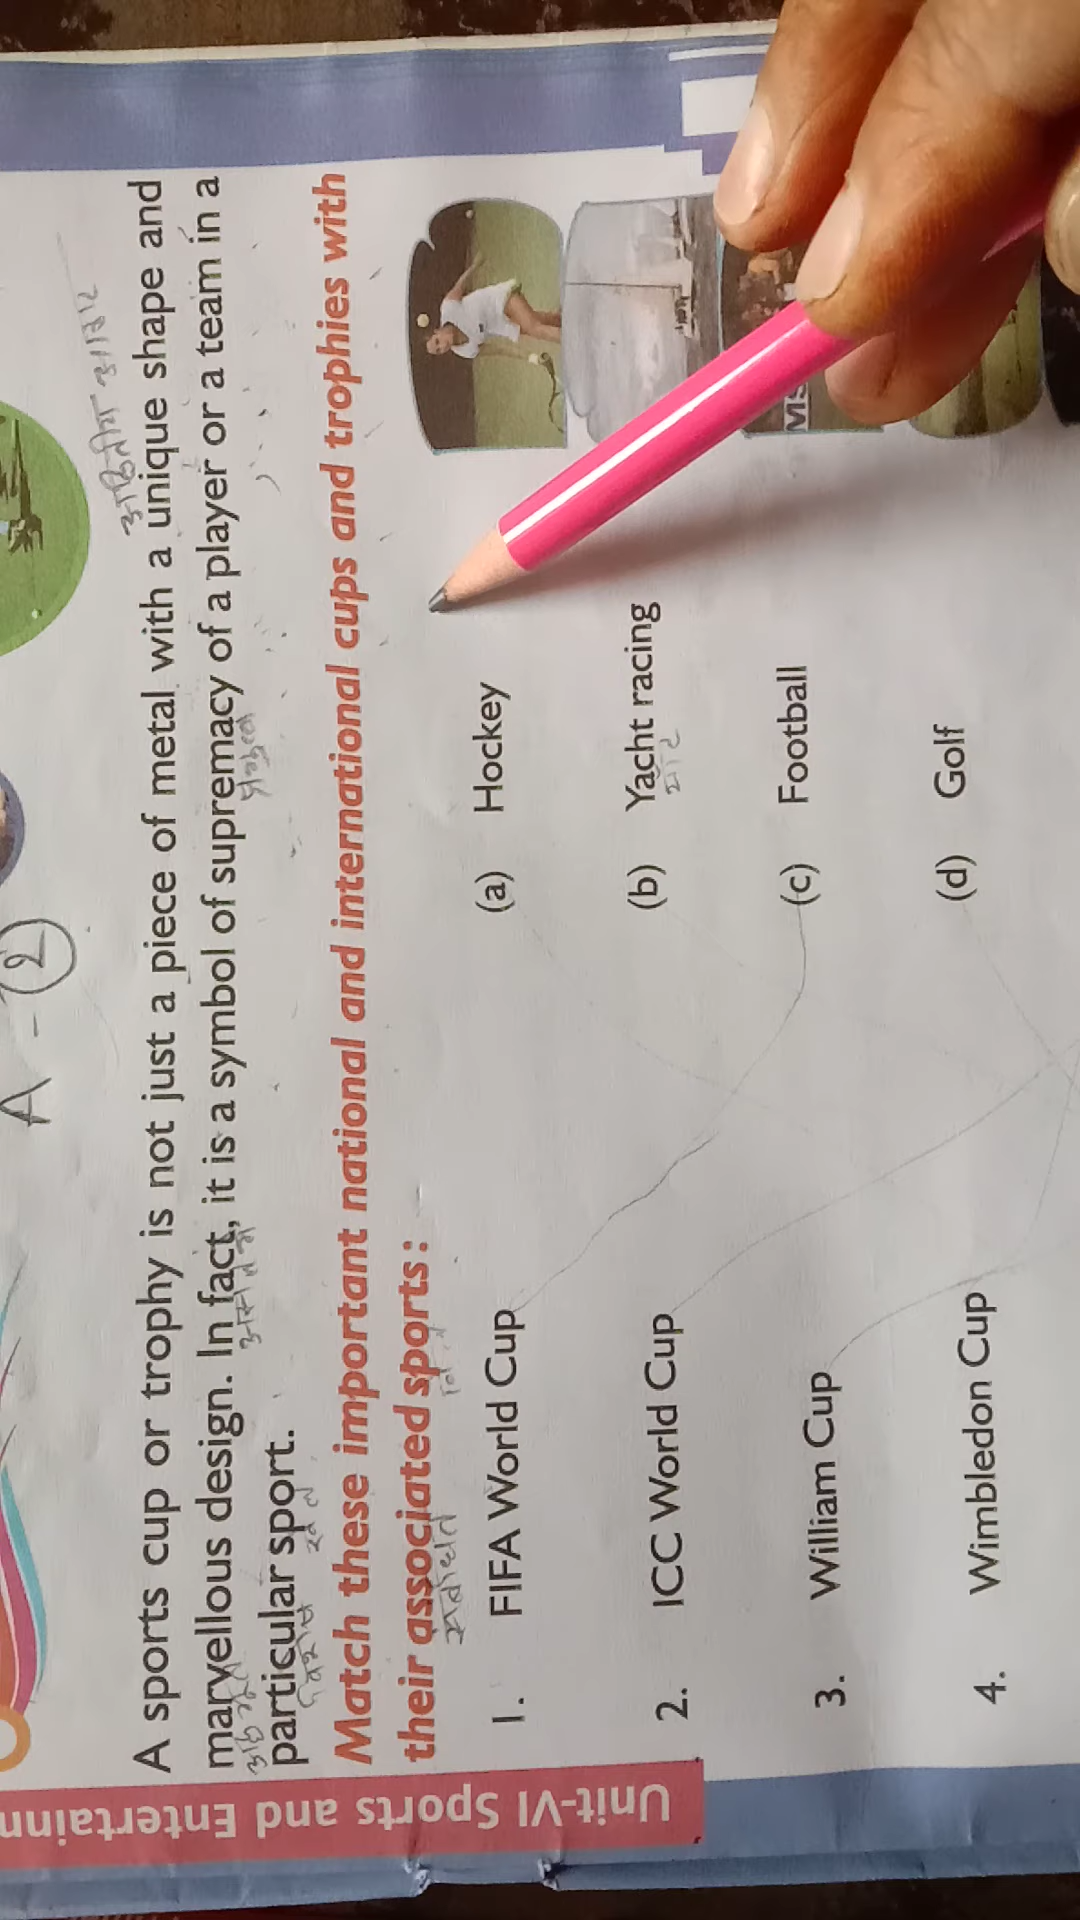 A - 2
अद्वितीय आकार
A sports cup or trophy is not just a piece of metal with a unique shape and
marvellous design. In fact, it is a symbol of supremacy of a player or a team in a
particular sport.
Match these important national and international cups and trophies with
their associated sports:
1. FIFA World Cup (a) Hockey
2. ICC World Cup (b) Yacht racing
3. William Cup (c) Football
4. Wimbledon Cup (d) Golf
Unit-VI Sports and